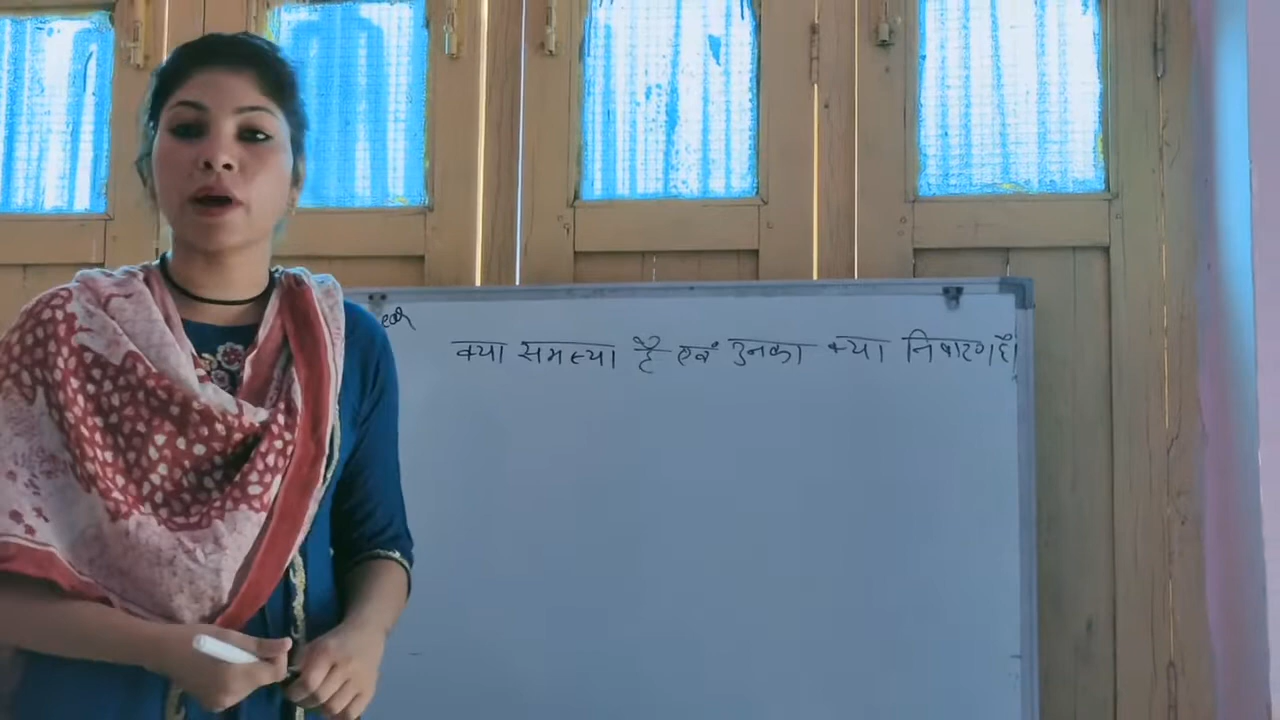 क्या समस्या है एवं उनका क्या निवारण है।